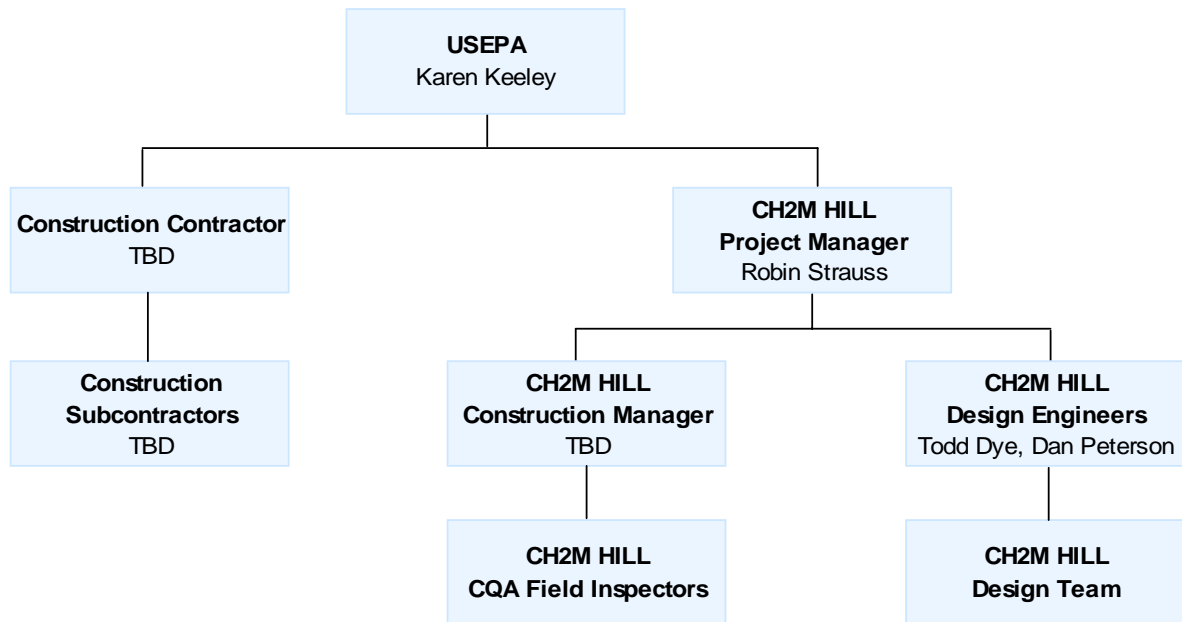 USEPA
Karen Keeley
Construction Contractor
TBD
CH2M HILL
Project Manager
Robin Strauss
Construction
Subcontractors
TBD
CH2M HILL
Construction Manager
TBD
CH2M HILL
Design Engineers
Todd Dye, Dan Peterson
CH2M HILL
CQA Field Inspectors
CH2M HILL
Design Team